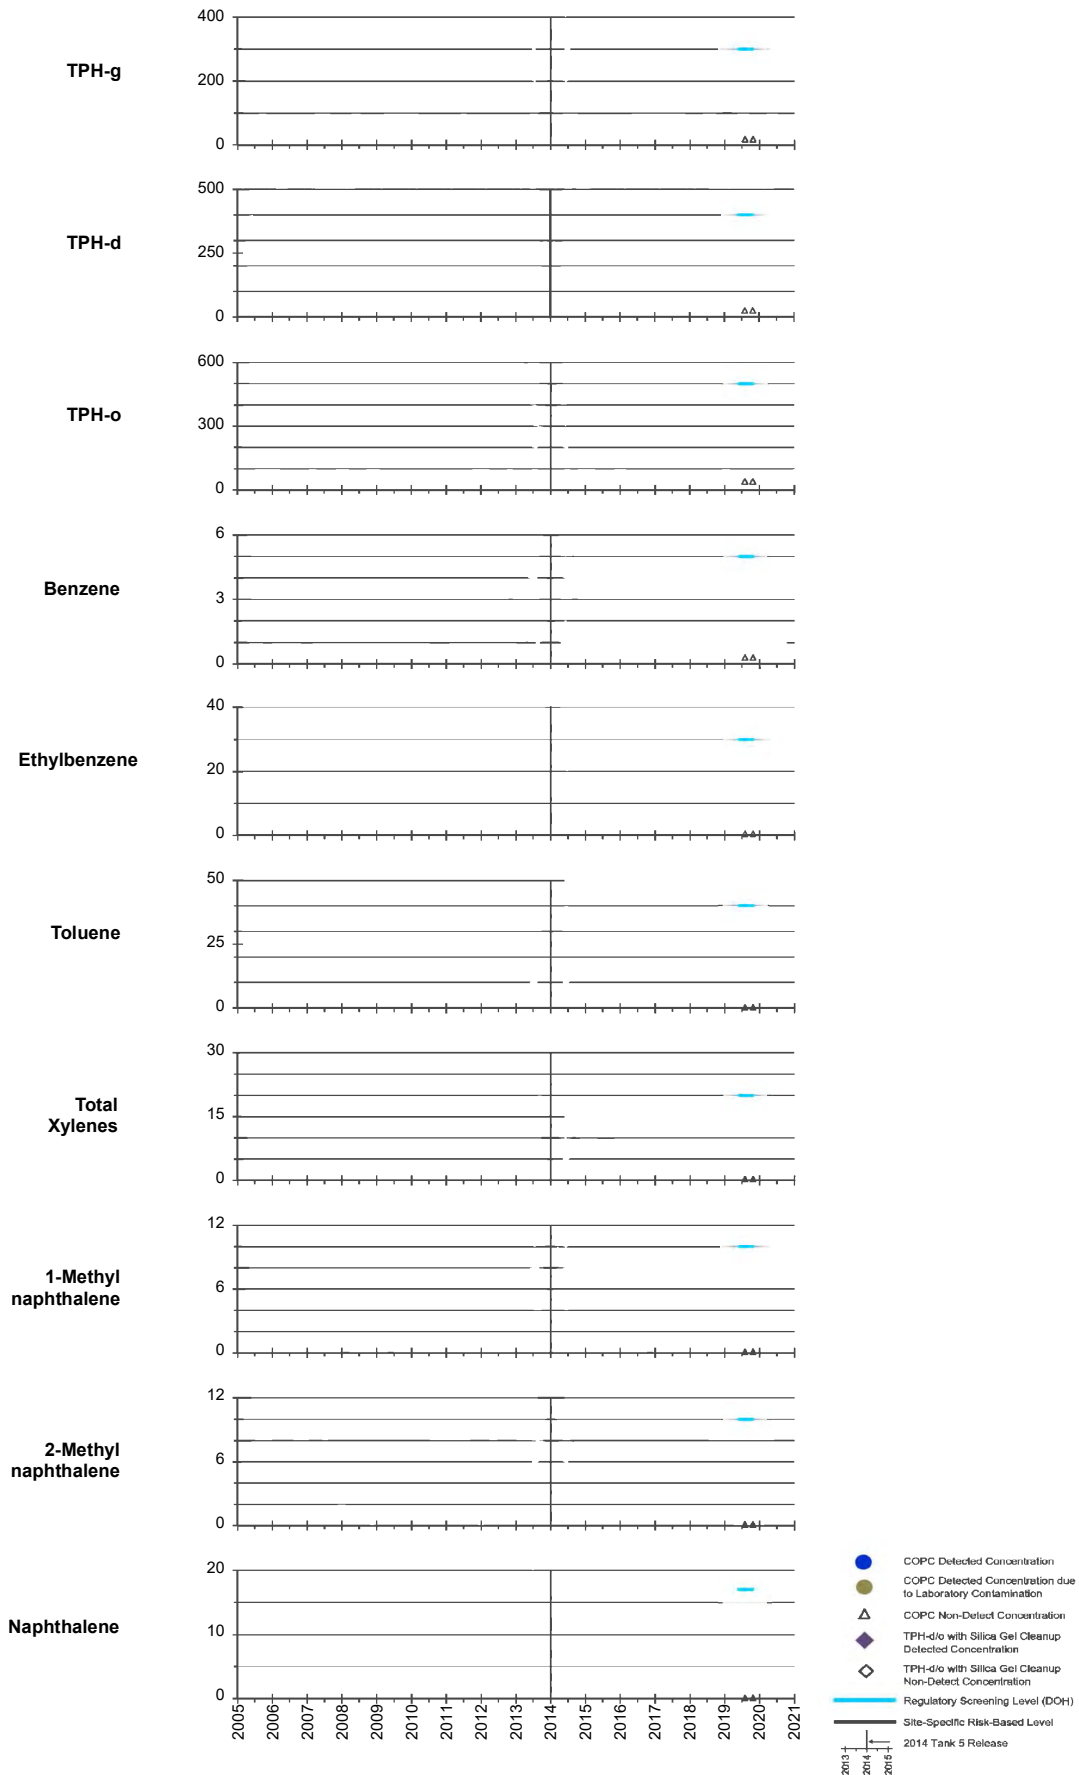 400
TPH-g
200
0
500
TPH-d
250
0
600
TPH-o
300
0
6
Benzene
3
0
40
Ethylbenzene
20
0
50
Toluene
25
0
30
Total
Xylenes
15
0
12
1-Methyl
naphthalene
6
0
12
2-Methyl
naphthalene
6
0
20
Naphthalene
10
0
2005 2006 2007 2008 2009 2010 2011 2012 2013 2014 2015 2016 2017 2018 2019 2020 2021
COPC Detected Concentration
COPC Detected Concentration due
to Laboratory Contamination
COPC Non-Detect Concentration
TPH-d/o with Silica Gel Cleanup
Detected Concentration
TPH-d/o with Silica Gel Cleanup
Non-Detect Concentration
Regulatory Screening Level (DOH)
Site-Specific Risk-Based Level
2014 Tank 5 Release
2013 2014 2015